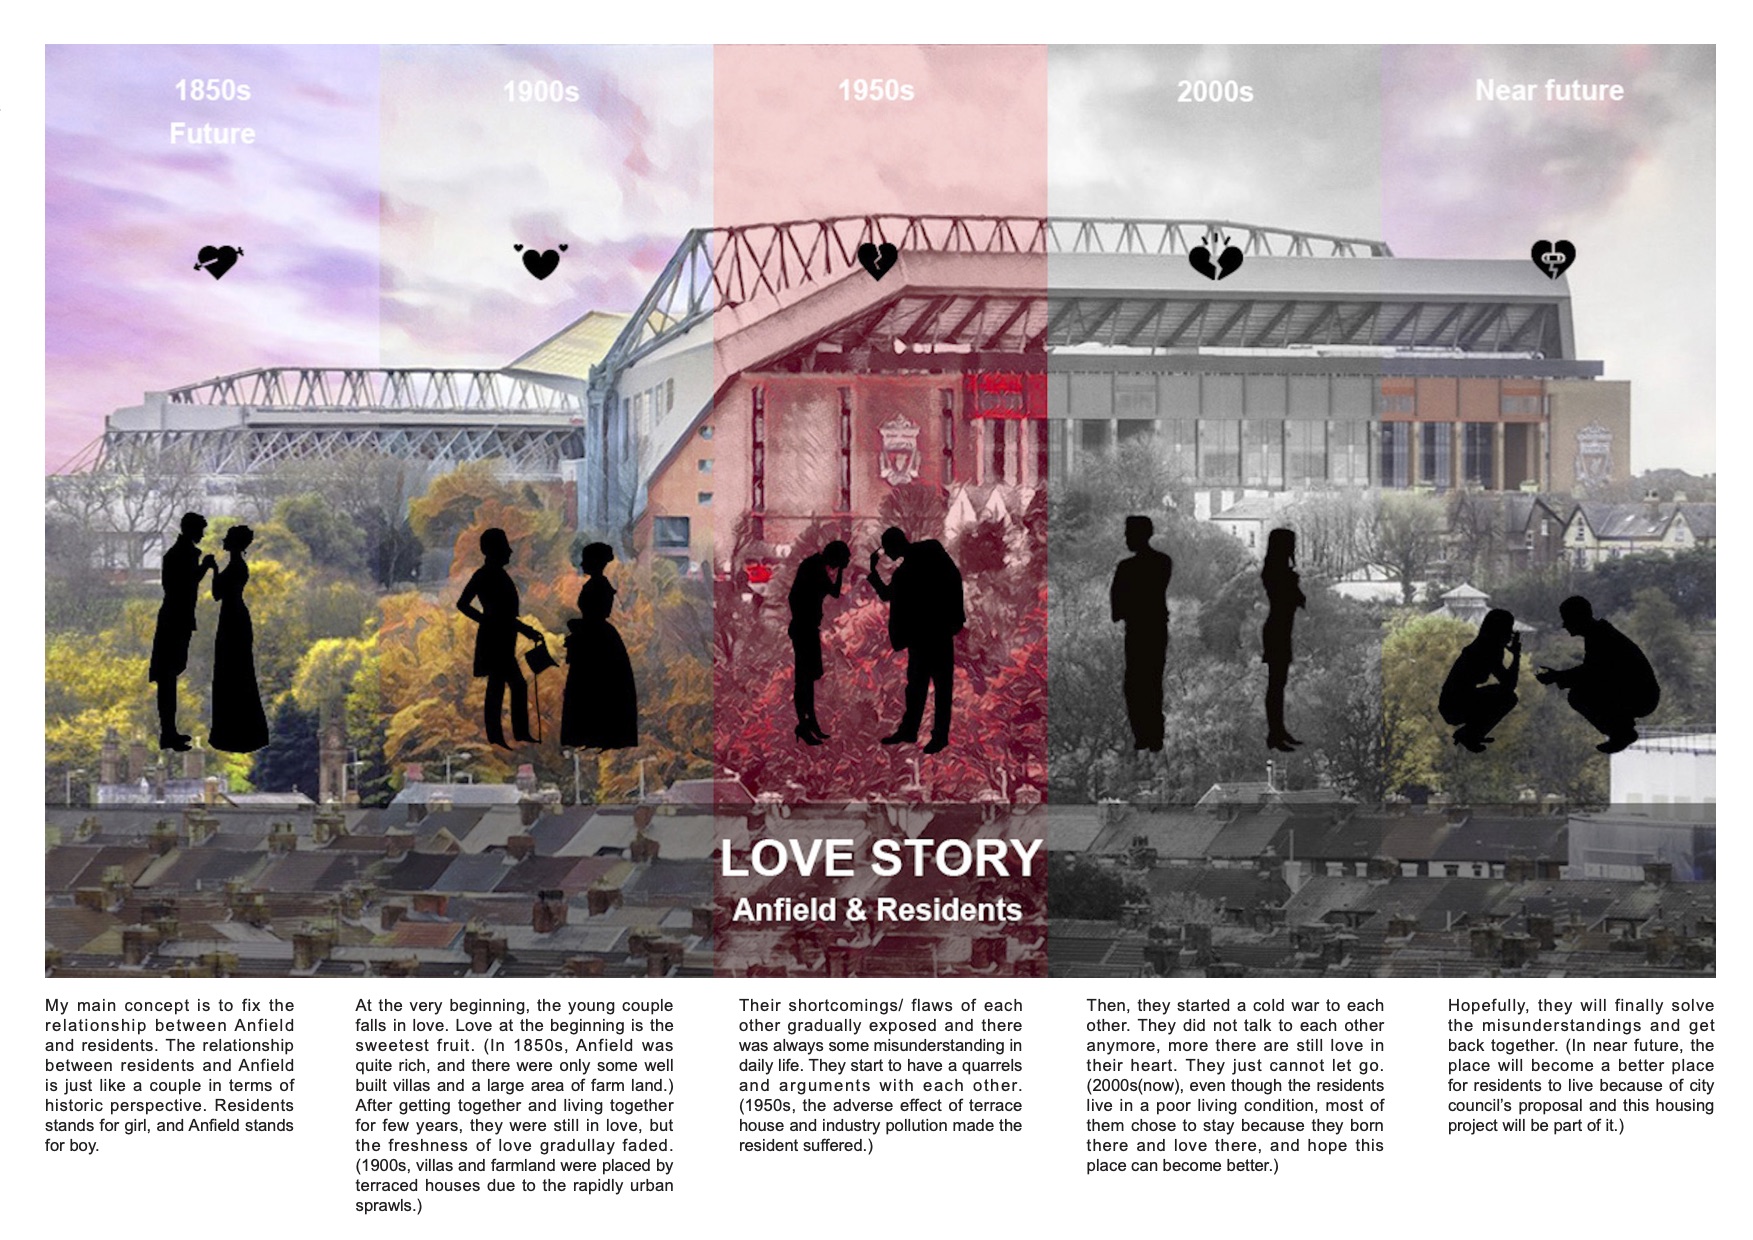 1850s
Future
1900s
1950s
2000s
Near future
LOVE STORY
Anfield & Residents
My main concept is to fix the
relationship between Anfield
and residents. The relationship
between residents and Anfield
is just like a couple in terms of
historic perspective. Residents
stands for girl, and Anfield stands
for boy.
At the very beginning, the young couple
falls in love. Love at the beginning is the
sweetest fruit. (In 1850s, Anfield was
quite rich, and there were only some well
built villas and a large area of farm land.)
After getting together and living together
for few years, they were still in love, but
the freshness of love gradullay faded.
(1900s, villas and farmland were placed by
terraced houses due to the rapidly urban
sprawls.)
Their shortcomings/ flaws of each
other gradually exposed and there
was always some misunderstanding in
daily life. They start to have a quarrels
and arguments with each other.
(1950s, the adverse effect of terrace
house and industry pollution made the
resident suffered.)
Then, they started a cold war to each
other. They did not talk to each other
anymore, more there are still love in
their heart. They just cannot let go.
(2000s(now), even though the residents
live in a poor living condition, most of
them chose to stay because they born
there and love there, and hope this
place can become better.)
Hopefully, they will finally solve
the misunderstandings and get
back together. (In near future, the
place will become a better place
for residents to live because of city
council's proposal and this housing
project will be part of it.)